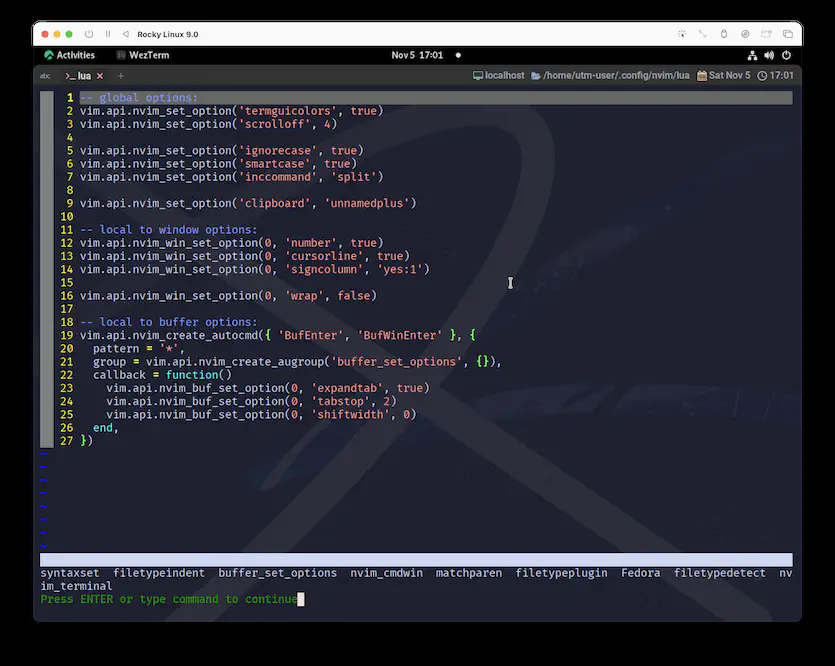 Rocky Linux 9.0
Activities WezTerm Nov 5 17:01
abc >_ lua × + localhost /home/utm-user/.config/nvim/lua Sat Nov 5 17:01
1 -- global options:
2 vim.api.nvim_set_option('termguicolors', true)
3 vim.api.nvim_set_option('scrolloff', 4)
4
5 vim.api.nvim_set_option('ignorecase', true)
6 vim.api.nvim_set_option('smartcase', true)
7 vim.api.nvim_set_option('inccommand', 'split')
8
9 vim.api.nvim_set_option('clipboard', 'unnamedplus')
10
11 -- local to window options:
12 vim.api.nvim_win_set_option(0, 'number', true)
13 vim.api.nvim_win_set_option(0, 'cursorline', true)
14 vim.api.nvim_win_set_option(0, 'signcolumn', 'yes:1')
15
16 vim.api.nvim_win_set_option(0, 'wrap', false)
17
18 -- local to buffer options:
19 vim.api.nvim_create_autocmd({ 'BufEnter', 'BufWinEnter' }, {
20   pattern = '*',
21   group = vim.api.nvim_create_augroup('buffer_set_options', {}),
22   callback = function()
23     vim.api.nvim_buf_set_option(0, 'expandtab', true)
24     vim.api.nvim_buf_set_option(0, 'tabstop', 2)
25     vim.api.nvim_buf_set_option(0, 'shiftwidth', 0)
26   end,
27 })
~
~
~
~
~
~
~
~
syntaxset filetypeindent buffer_set_options nvim_cmdwin matchparen filetypeplugin Fedora filetypedetect nv
im_terminal
Press ENTER or type command to continue